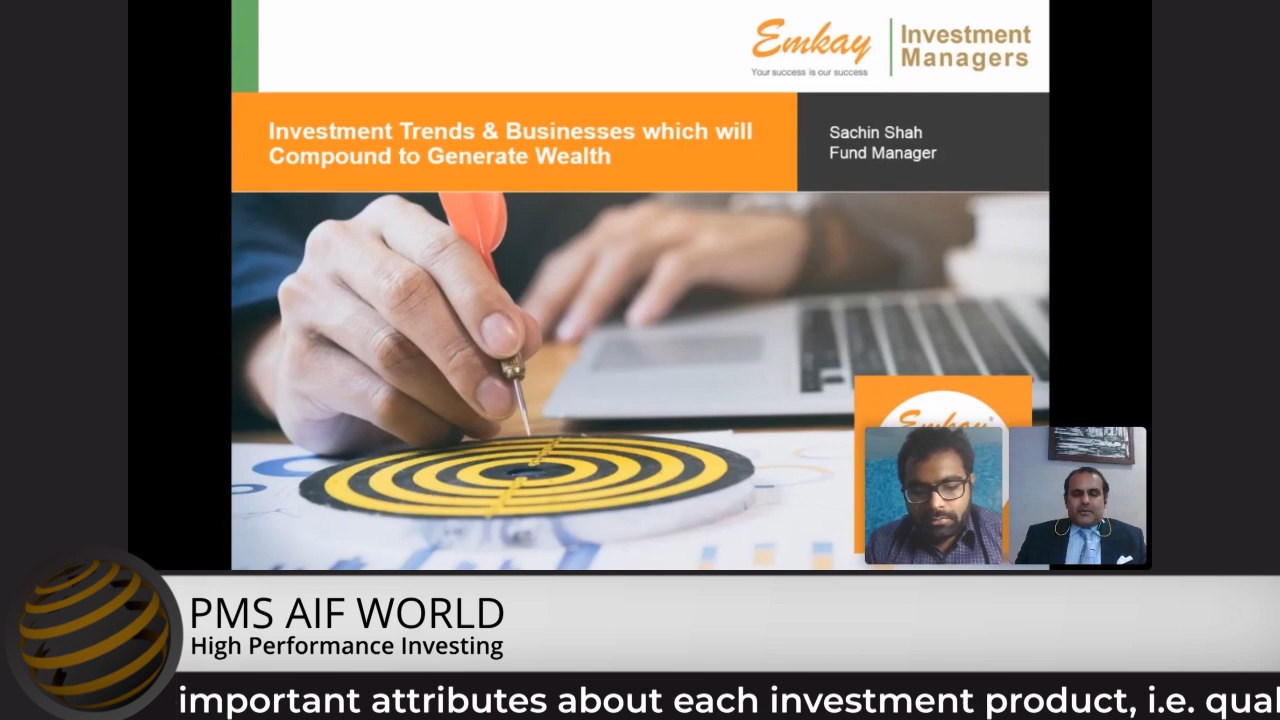 Emkay
Your success is our success
Investment
Managers
Investment Trends & Businesses which will
Compound to Generate Wealth
Sachin Shah
Fund Manager
Emkay
PMS AIF WORLD
High Performance Investing
important attributes about each investment product, i.e. qual